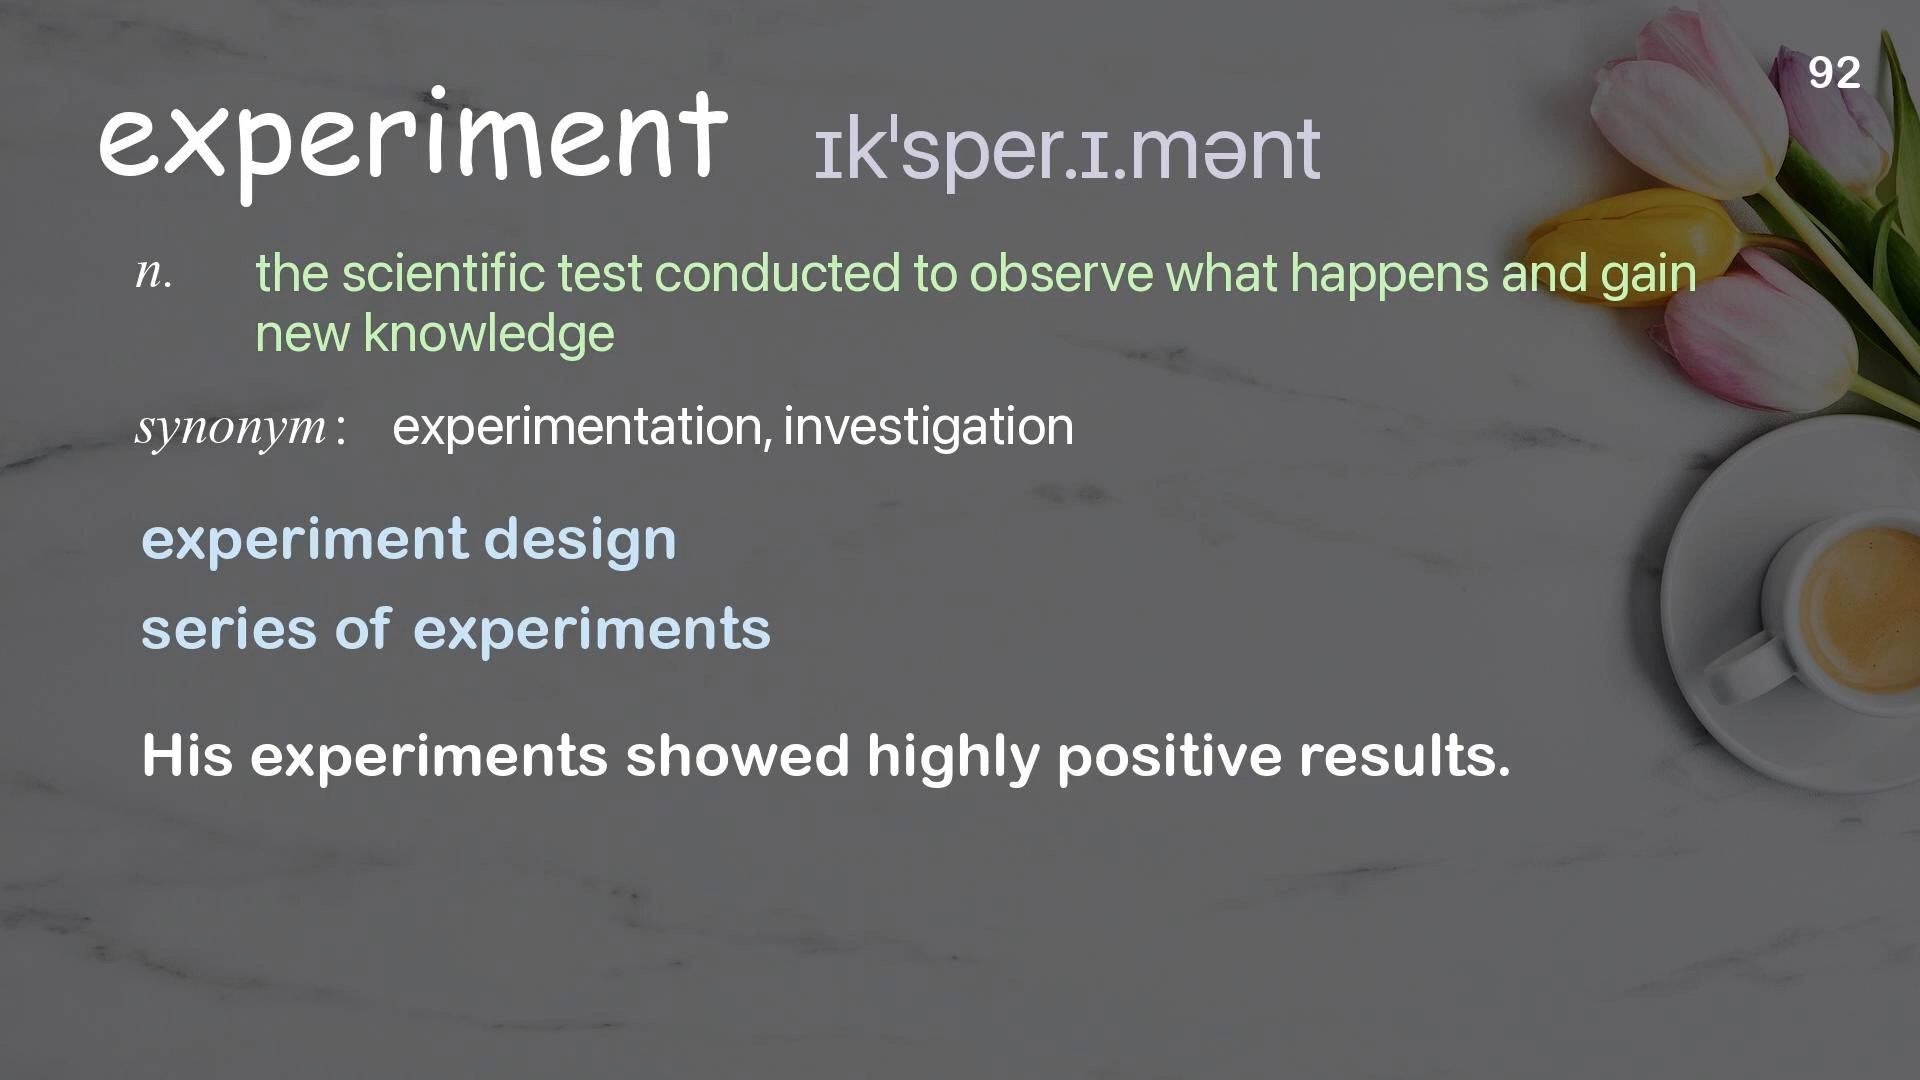 92
experiment ɪkˈsper.ɪ.mənt
n. the scientific test conducted to observe what happens and gain
new knowledge
synonym : experimentation, investigation
experiment design
series of experiments
His experiments showed highly positive results.